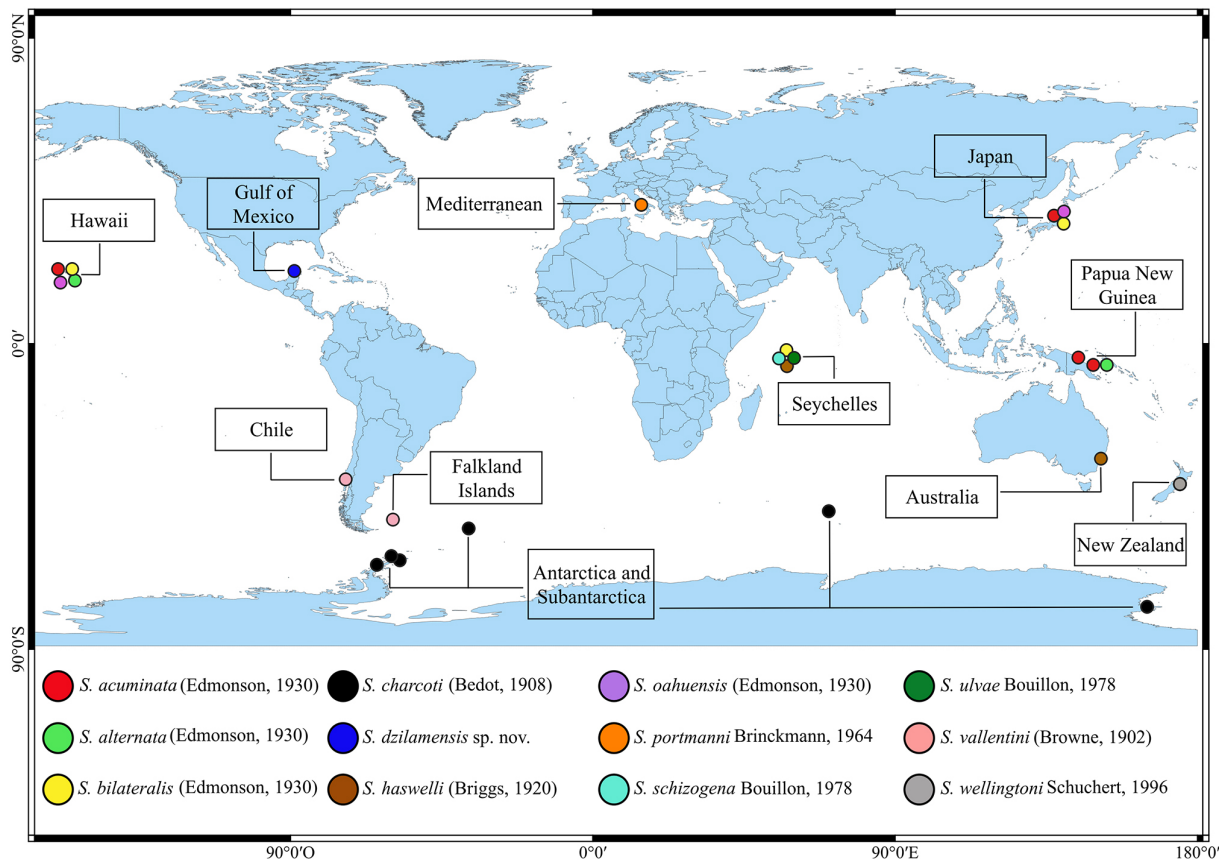 90°0'N
Japan
Gulf of
Mexico
Mediterranean
Hawaii
Papua New
Guinea
0°0'
Seychelles
Chile
Falkland
Islands
Australia
New Zealand
Antarctica and
Subantarctica
90°0'S
S. acuminata (Edmonson, 1930)
S. charcoti (Bedot, 1908)
S. oahuensis (Edmonson, 1930)
S. ulvae Bouillon, 1978
S. alternata (Edmonson, 1930)
S. dzilamensis sp. nov.
S. portmanni Brinckmann, 1964
S. vallentini (Browne, 1902)
S. bilateralis (Edmonson, 1930)
S. haswelli (Briggs, 1920)
S. schizogena Bouillon, 1978
S. wellingtoni Schuchert, 1996
90°0'O
0°0'
90°0'E
180°0'